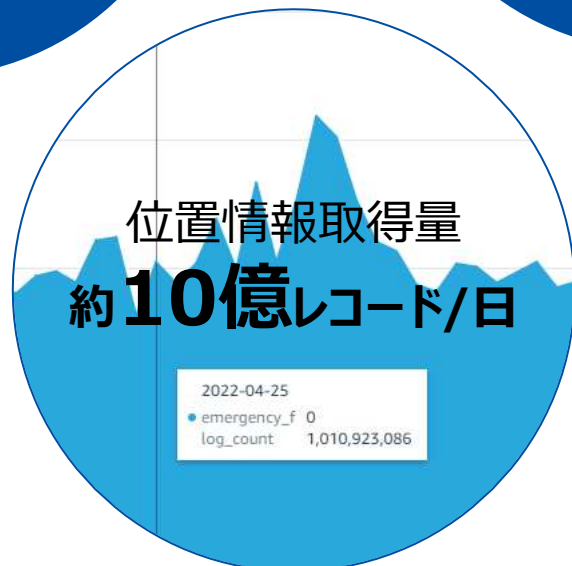 位置情報取得量
約10億レコード/日
2022-04-25
emergency_f 0
log_count 1,010,923,086